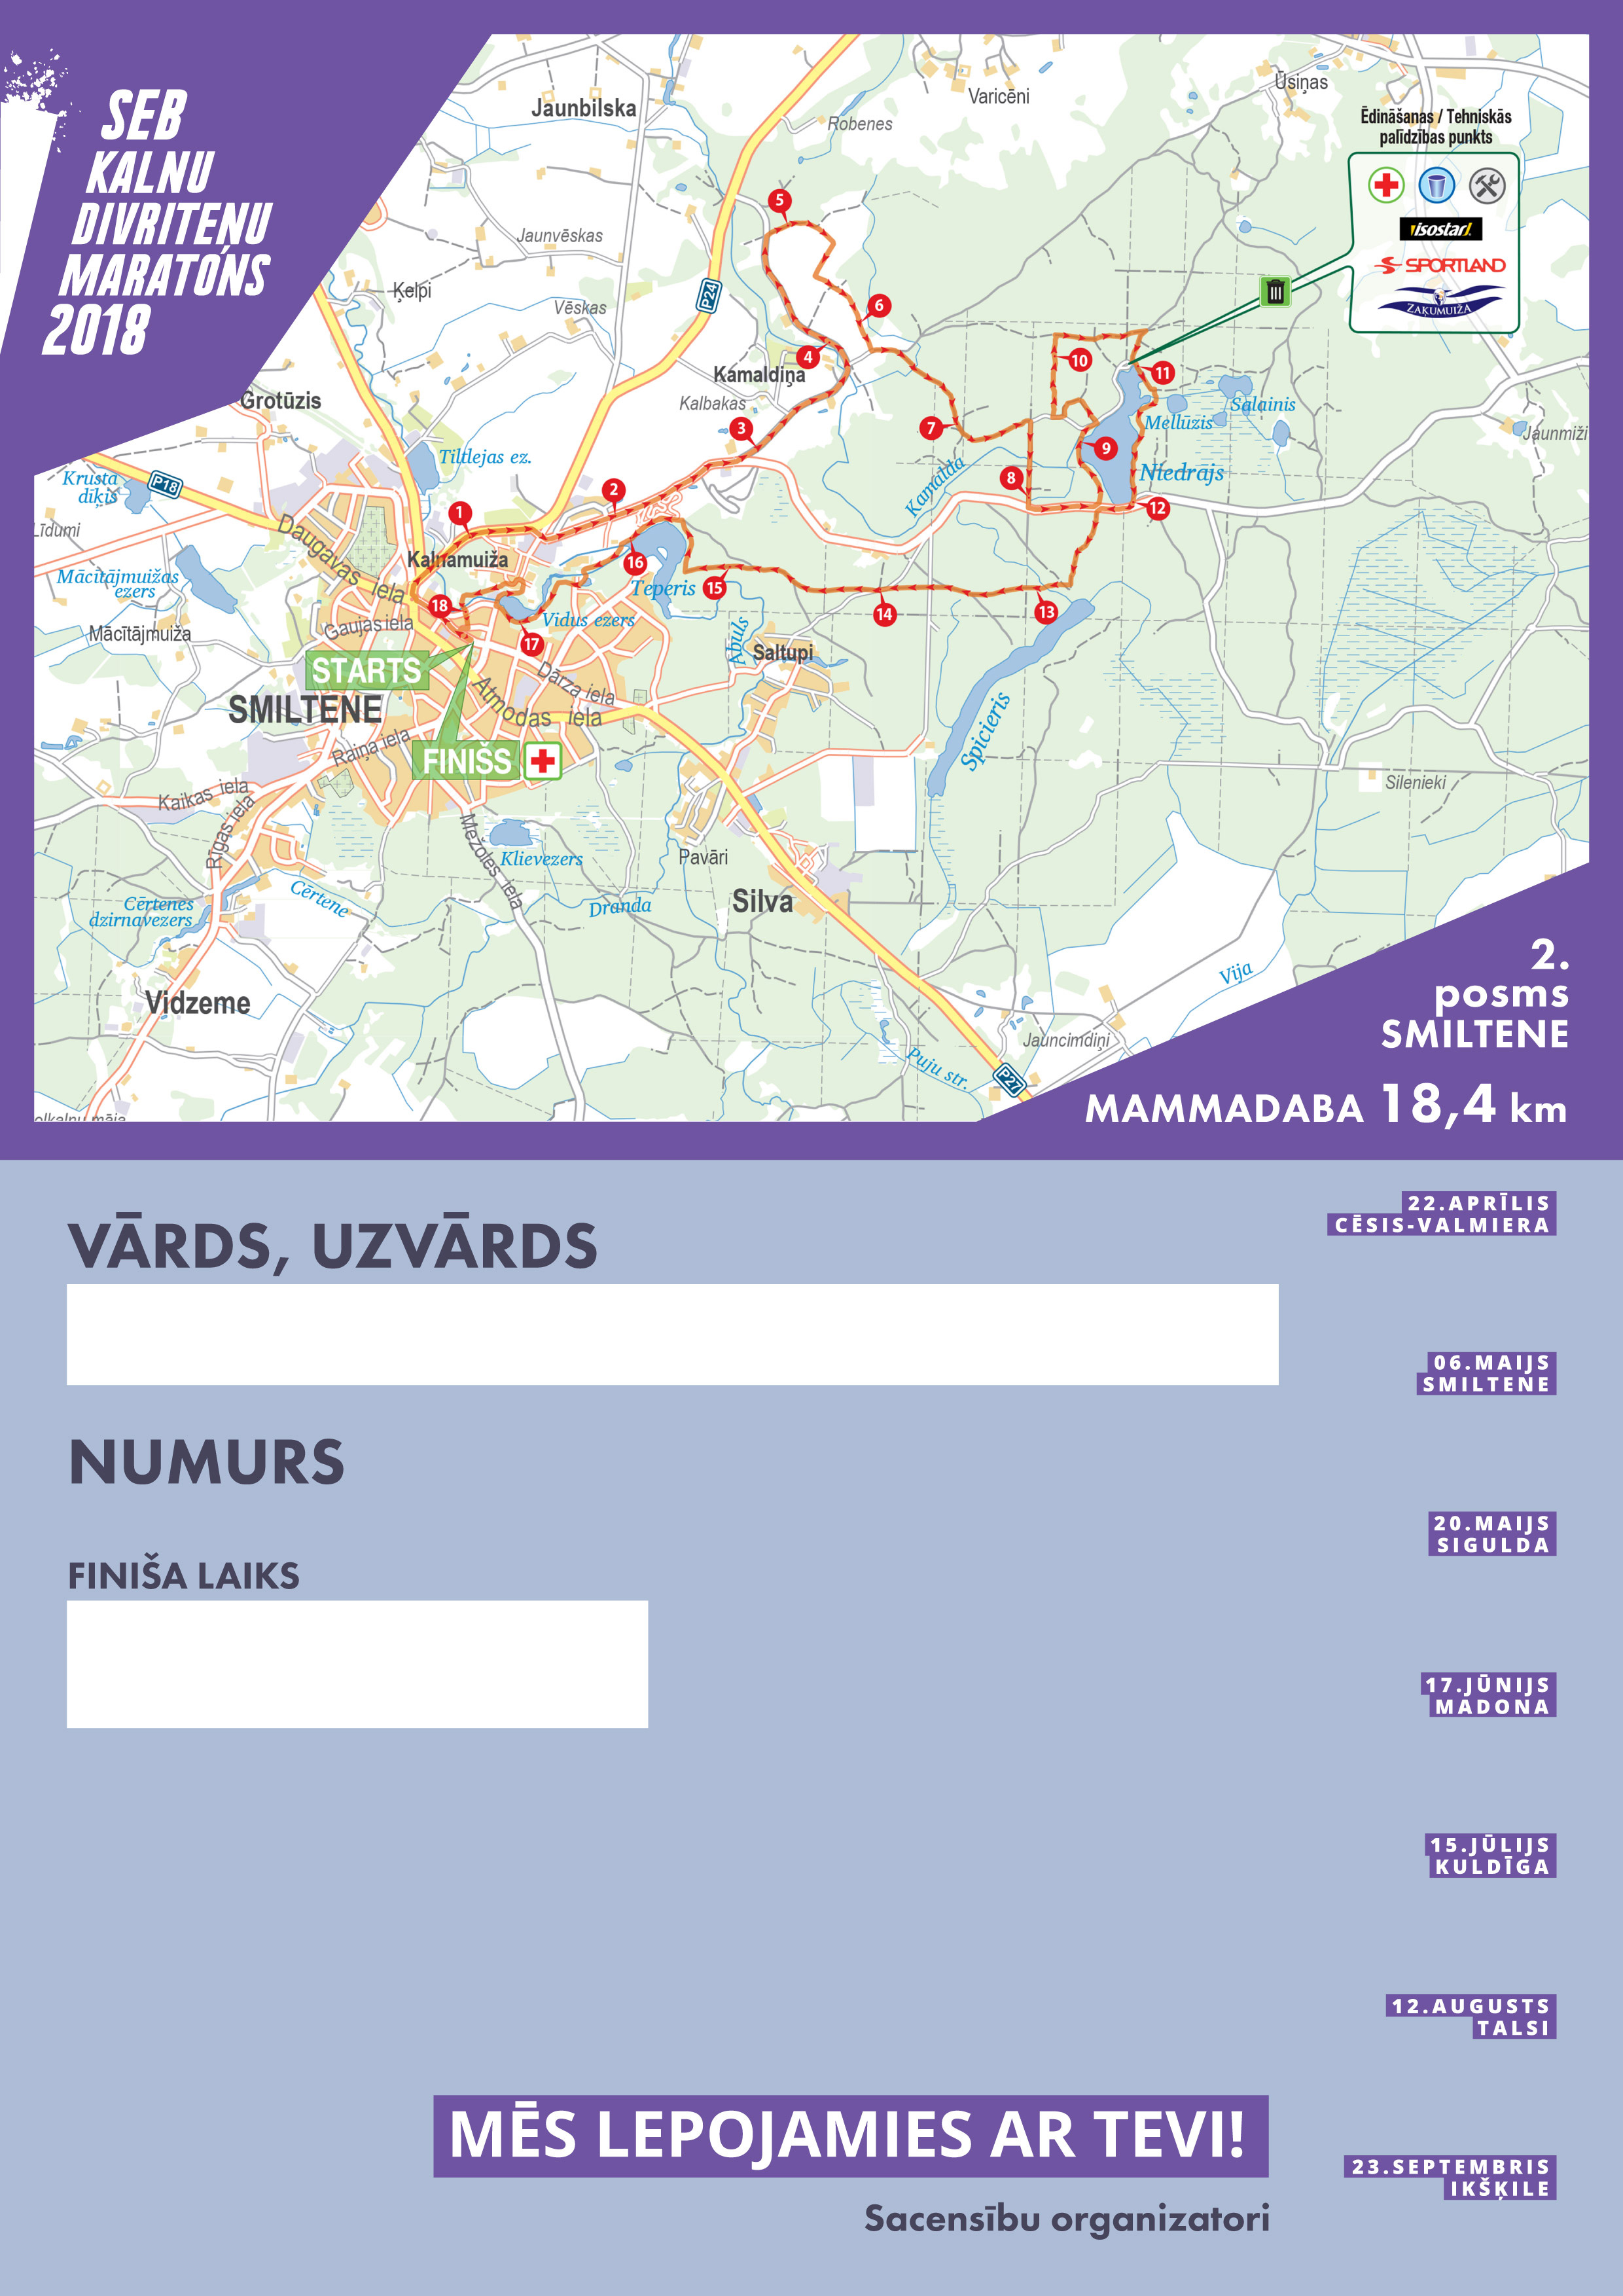 SEB
KALNU
DIVRITEŅU
MARATONS
2018
Jaunbilska
Varicēni
Robenes
Ūsiņas
Ēdināšanas / Tehniskās
palīdzības punkts
isostar
SPORTLAND
ZAĶUMUIŽA
5
Jaunvēskas
Ķelpi
Vēskas
P24
6
4
Kamaldiņa
Kalbakas
3
10
11
Salainis
Mellūzis
Jaunmiži
7
9
Niedrājs
8
Kamalda
12
Grotūzis
Tiltlejas ez.
Krusta
diķis
P18
Līdumi
1
2
Daugavas iela
Kalnamuiža
16
Teperis
15
14
13
Mācītājmuižas
ezers
Mācītājmuiža
18
Gaujas iela
Vidus ezers
17
Abuls
Saltupi
STARTS
SMILTENE
Dārza iela
Atmodas iela
Raiņa iela
FINIŠS
Spicieris
Silenieki
Kaikas iela
Rīgas iela
Mežoles iela
Klievezers
Pavāri
Cērtene
Cērtenes
dzirnavezers
Dranda
Silva
Vidzeme
Vija
Jauncimdiņi
Puju str.
P27
olkalnu māja
2.
posms
SMILTENE
MAMMADABA 18,4 km
VĀRDS, UZVĀRDS
NUMURS
FINIŠA LAIKS
22.APRĪLIS
CĒSIS-VALMIERA
06.MAIJS
SMILTENE
20.MAIJS
SIGULDA
17.JŪNIJS
MADONA
15.JŪLIJS
KULDĪGA
12.AUGUSTS
TALSI
23.SEPTEMBRIS
IKŠĶILE
MĒS LEPOJAMIES AR TEVI!
Sacensību organizatori